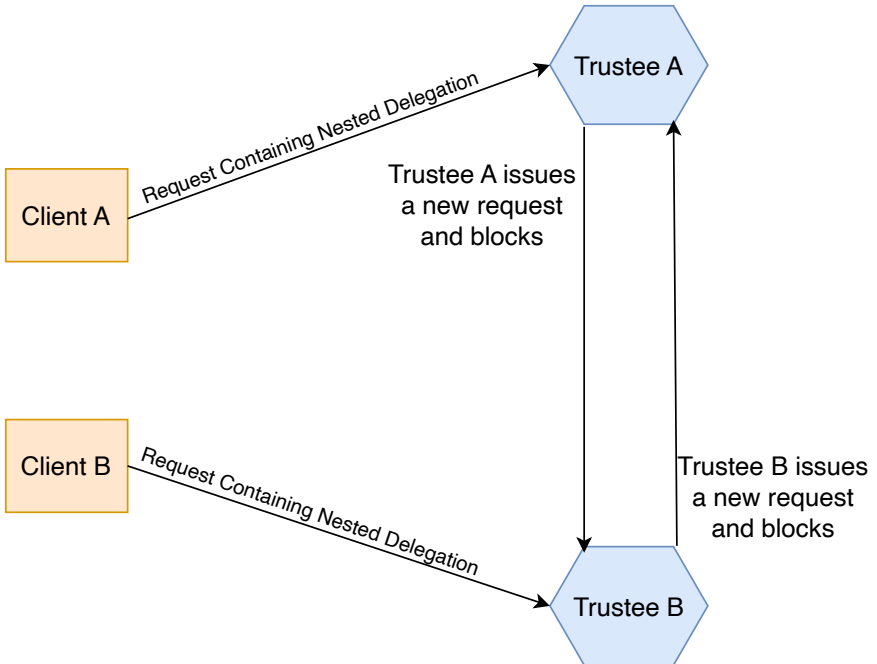 Trustee A
Request Containing Nested Delegation
Trustee A issues
a new request
and blocks
Client A
Client B
Request Containing Nested Delegation
Trustee B issues
a new request
and blocks
Trustee B